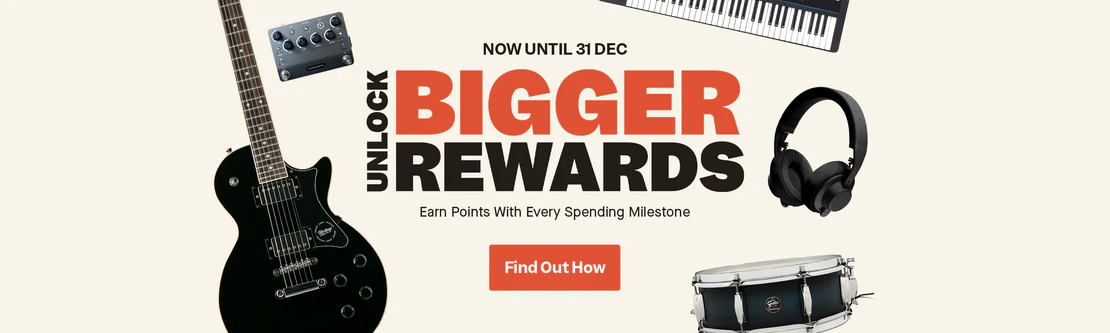 NOW UNTIL 31 DEC
UNLOCK
BIGGER
REWARDS
Earn Points With Every Spending Milestone
Find Out How